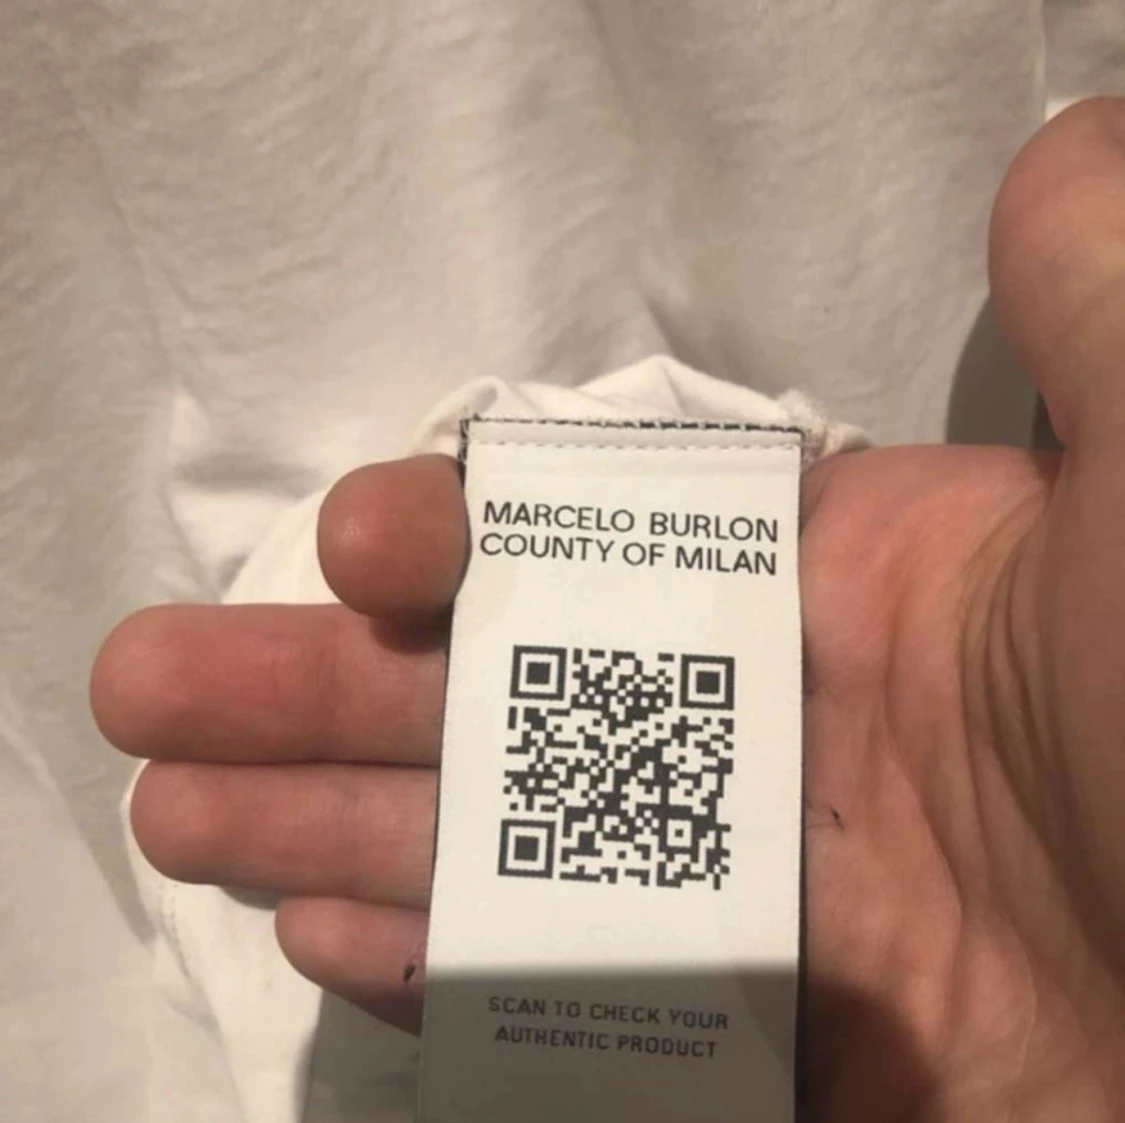 MARCELO BURLON
COUNTY OF MILAN
SCAN TO CHECK YOUR
AUTHENTIC PRODUCT